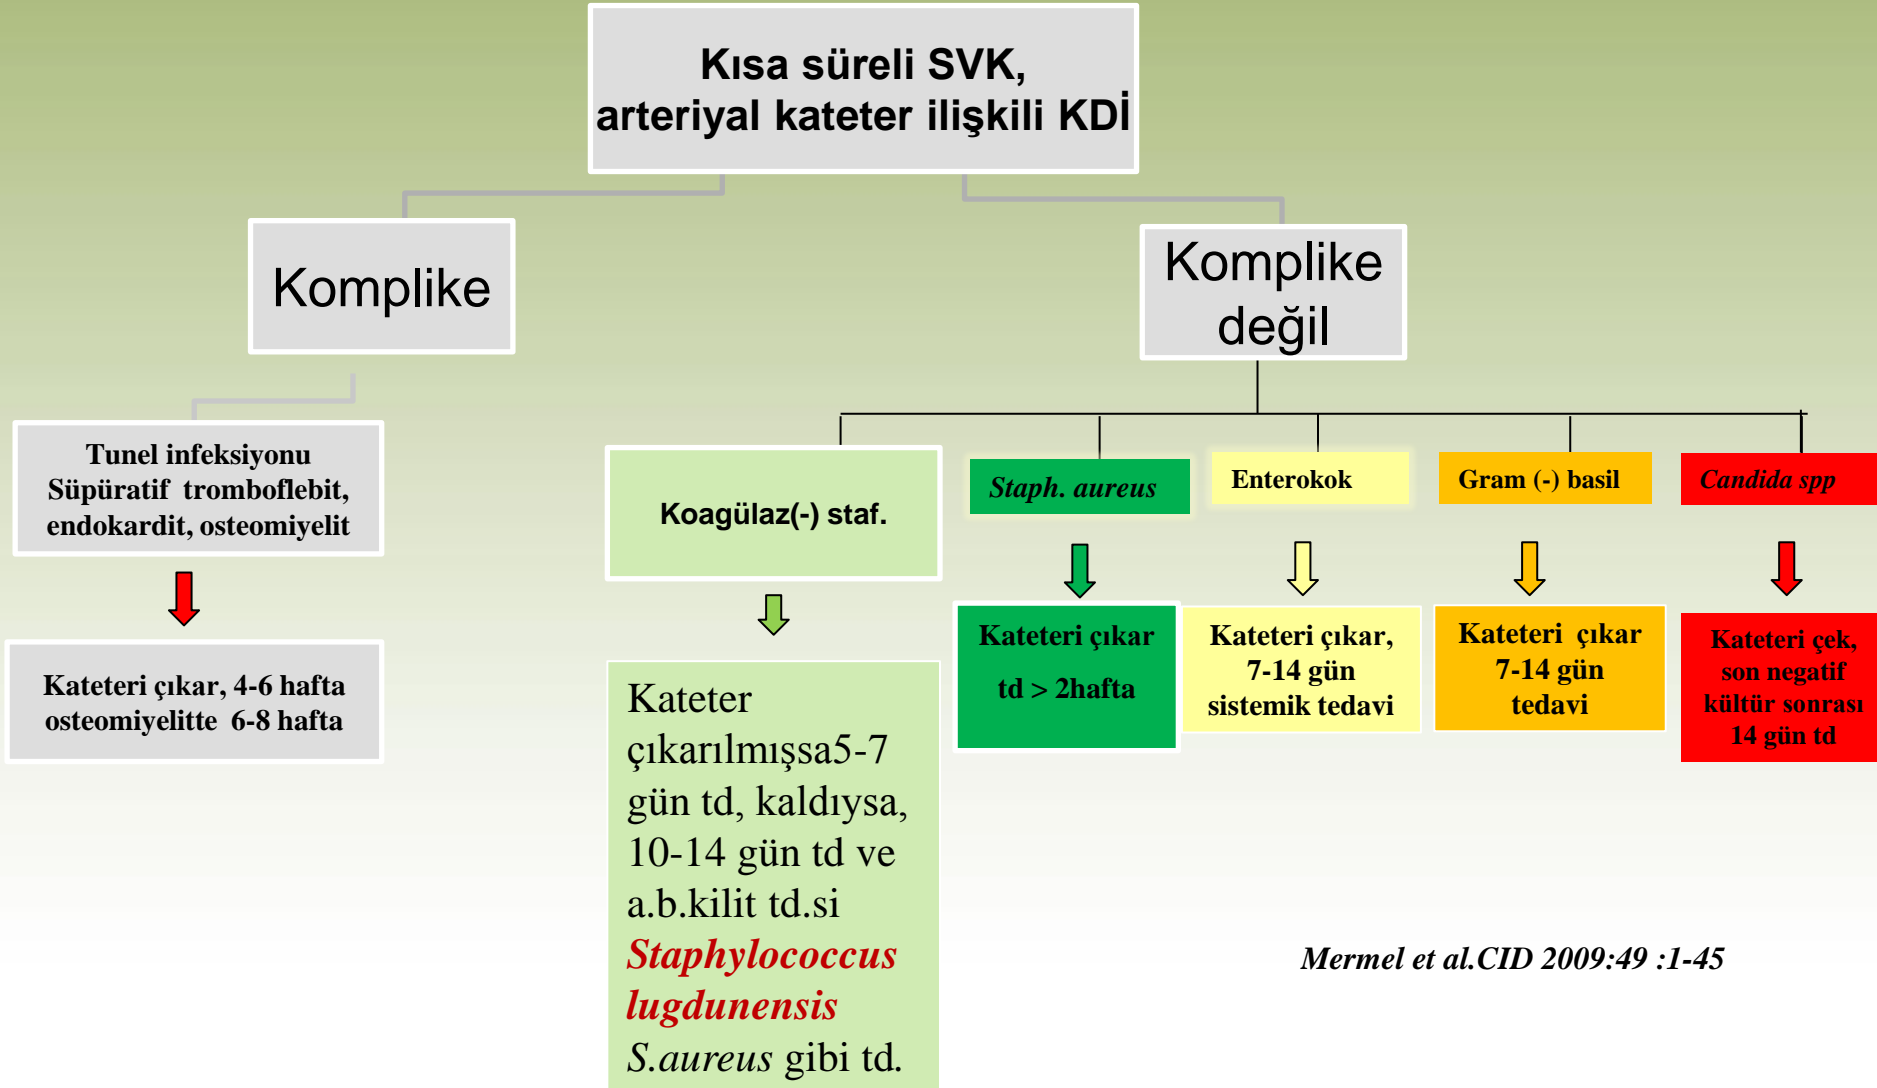 Kısa süreli SVK,
arteriyal kateter ilişkili KDİ
Komplike
Komplike
değil
Tunel infeksiyonu
Süpüratif tromboflebit,
endokardit, osteomiyelit
Kateteri çıkar, 4-6 hafta
osteomiyelitte 6-8 hafta
Koagülaz(-) staf.
Kateter
çıkarılmışsa5-7
gün td, kaldıysa,
10-14 gün td ve
a.b.kilit td.si
Staphylococcus
lugdunensis
S.aureus gibi td.
Staph. aureus
Kateteri çıkar
td > 2hafta
Enterokok
Kateteri çıkar,
7-14 gün
sistemik tedavi
Gram (-) basil
Kateteri çıkar
7-14 gün
tedavi
Candida spp
Kateteri çek,
son negatif
kültür sonrası
14 gün td
Mermel et al.CID 2009:49 :1-45